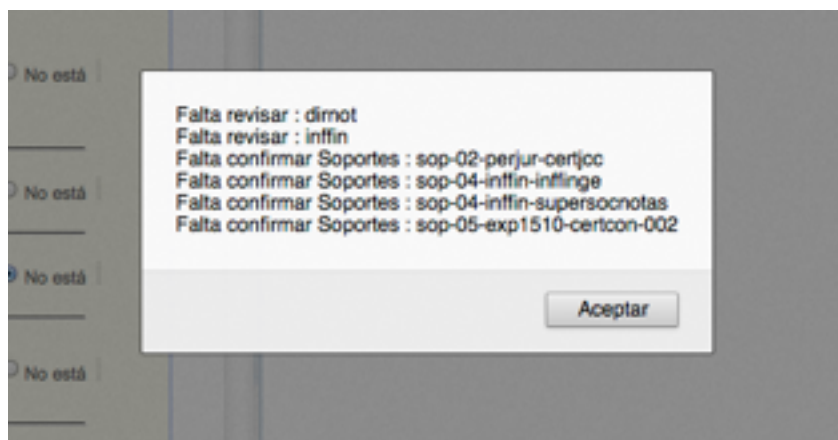 No está
Falta revisar : dirnot
Falta revisar : inffin
Falta confirmar Soportes : sop-02-perjur-certjcc
Falta confirmar Soportes : sop-04-inffin-inffinge
Falta confirmar Soportes : sop-04-inffin-supersocnotas
Falta confirmar Soportes : sop-05-exp1510-certcon-002
No está
No está
Aceptar
No está